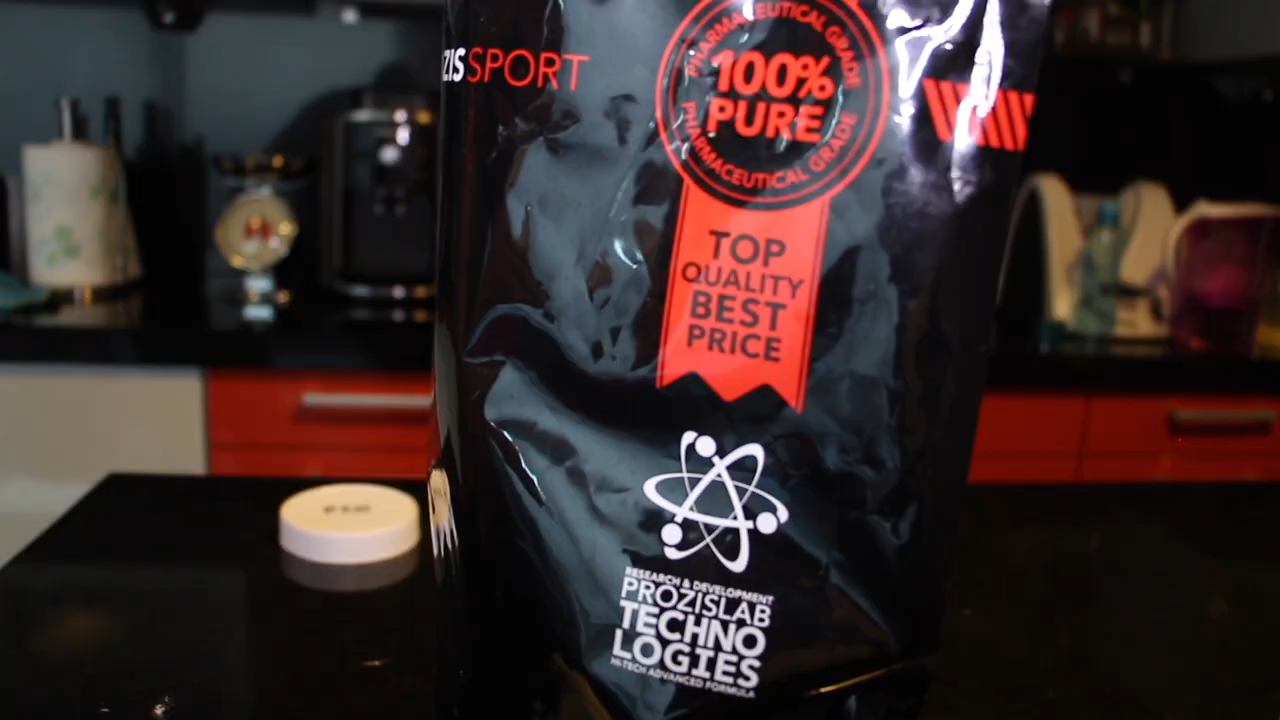 ZIS SPORT
PHARMACEUTICAL GRADE
100%
PURE
PHARMACEUTICAL GRADE
TOP
QUALITY
BEST
PRICE
RESEARCH & DEVELOPMENT
PROZISLAB
TECHNO
LOGIES
HI-TECH ADVANCED FORMULA